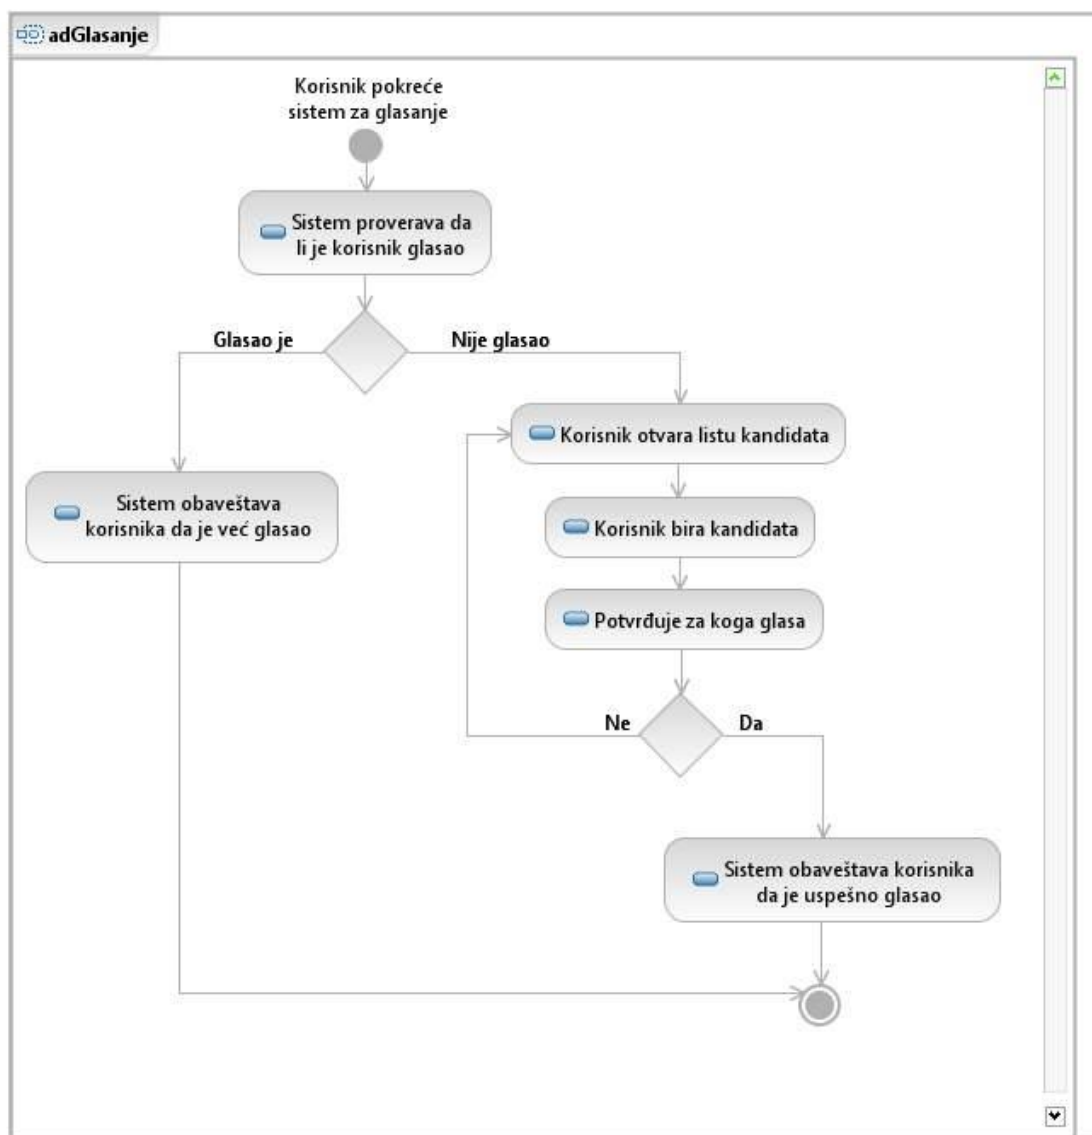 adGlasanje
Korisnik pokreće
sistem za glasanje
Sistem proverava da
li je korisnik glasao
Glasao je
Nije glasao
Korisnik otvara listu kandidata
Sistem obaveštava
korisnika da je već glasao
Korisnik bira kandidata
Potvrđuje za koga glasa
Ne
Da
Sistem obaveštava korisnika
da je uspešno glasao